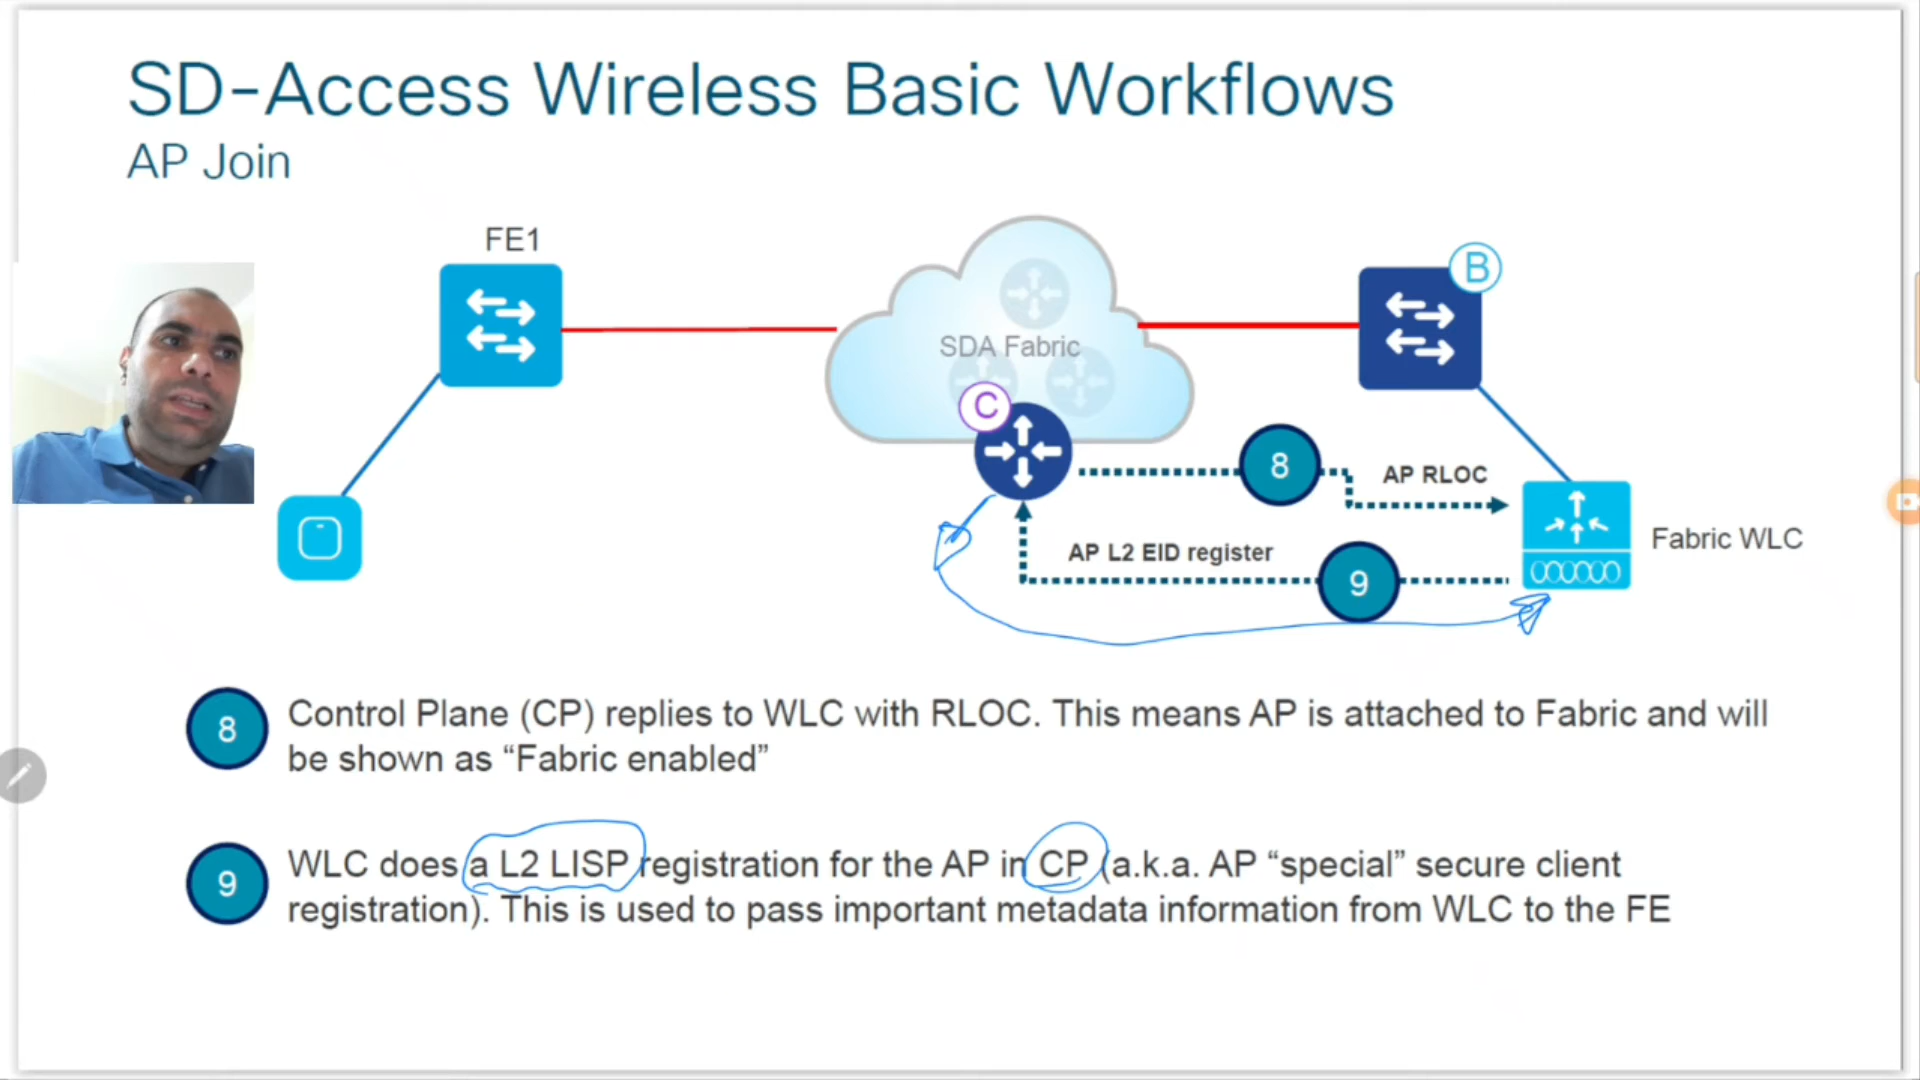 SD-Access Wireless Basic Workflows
AP Join
FE1
B
SDA Fabric
C
8
AP RLOC
AP L2 EID register
9
Fabric WLC
8
Control Plane (CP) replies to WLC with RLOC. This means AP is attached to Fabric and will
be shown as “Fabric enabled”
9
WLC does a L2 LISP registration for the AP in CP (a.k.a. AP “special” secure client
registration). This is used to pass important metadata information from WLC to the FE